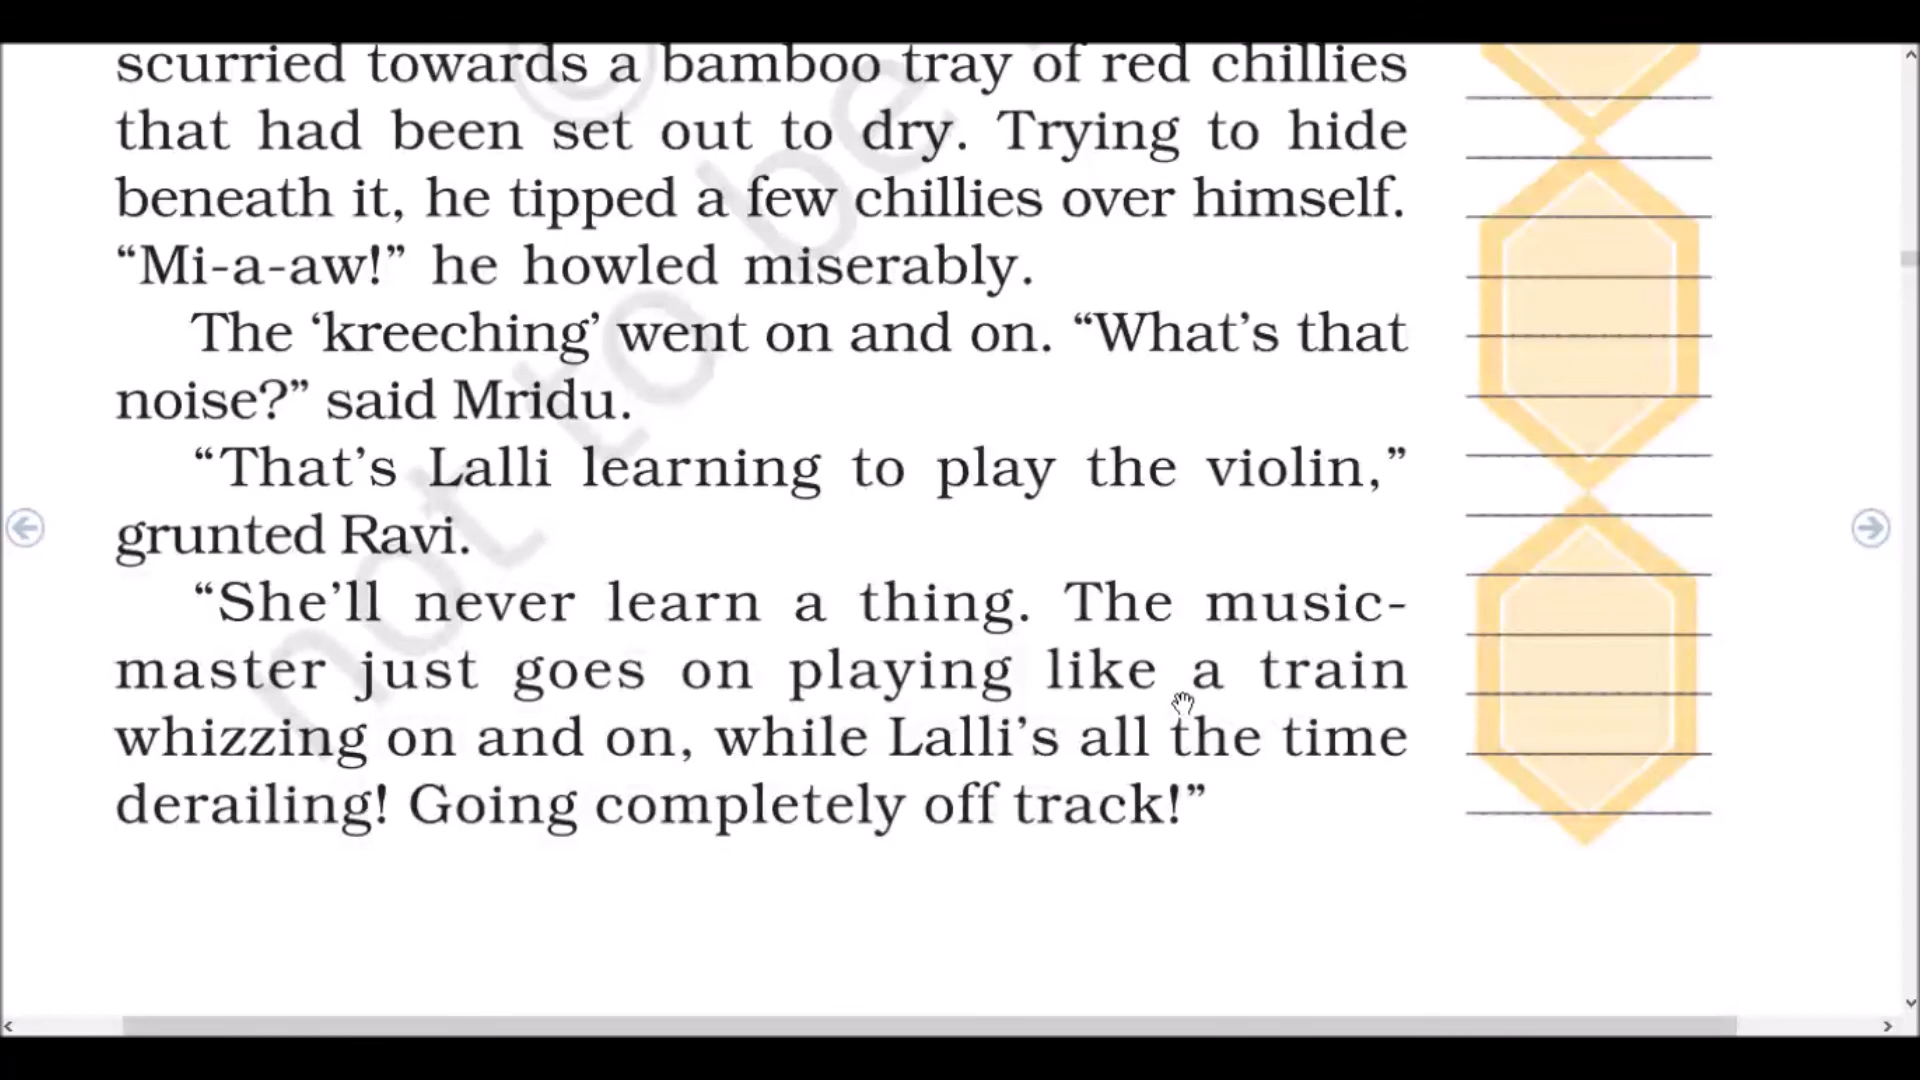 scurried towards a bamboo tray of red chillies
that had been set out to dry. Trying to hide
beneath it, he tipped a few chillies over himself.
“Mi-a-aw!” he howled miserably.
The ‘kreeching’ went on and on. “What’s that
noise?” said Mridu.
“That’s Lalli learning to play the violin,”
grunted Ravi.
“She’ll never learn a thing. The music-
master just goes on playing like a train
whizzing on and on, while Lalli’s all the time
derailing! Going completely off track!”
©
not to be